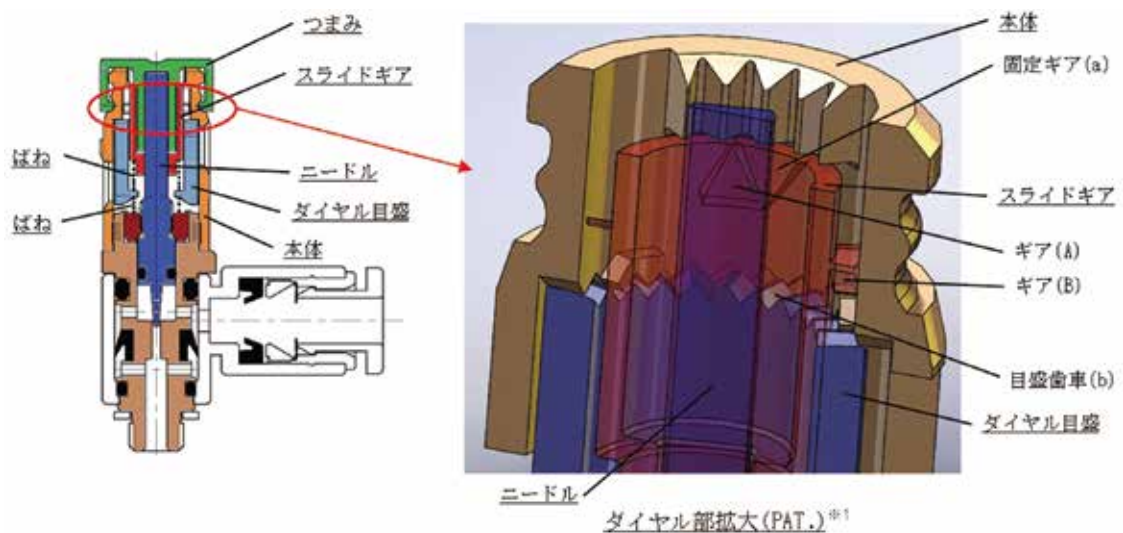 つまみ
スライドギア
ばね
ニードル
ばね
ダイヤル目盛
本体
本体
固定ギア(a)
スライドギア
ギア(A)
ギア(B)
目盛歯車(b)
ダイヤル目盛
ニードル
ダイヤル部拡大(PAT.)※1